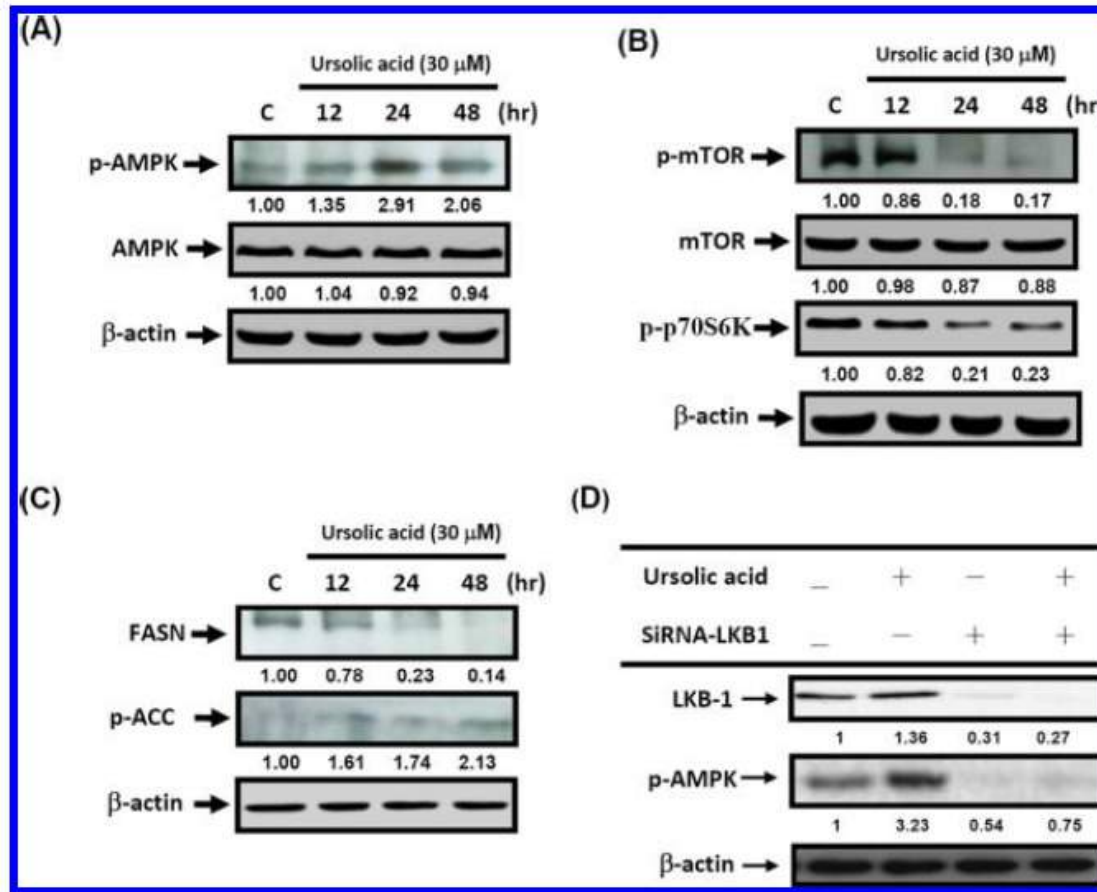 (A)
Ursolic acid (30 μM)
C 12 24 48 (hr)
p-AMPK
1.00 1.35 2.91 2.06
AMPK
1.00 1.04 0.92 0.94
β-actin
(B)
Ursolic acid (30 μM)
C 12 24 48 (hr
p-mTOR
1.00 0.86 0.18 0.17
mTOR
1.00 0.98 0.87 0.88
p-p70S6K
1.00 0.82 0.21 0.23
β-actin
(C)
Ursolic acid (30 μM)
C 12 24 48 (hr)
FASN
1.00 0.78 0.23 0.14
p-ACC
1.00 1.61 1.74 2.13
β-actin
(D)
Ursolic acid – + – +
SiRNA-LKB1 – – + +
LKB-1
1 1.36 0.31 0.27
p-AMPK
1 3.23 0.54 0.75
β-actin